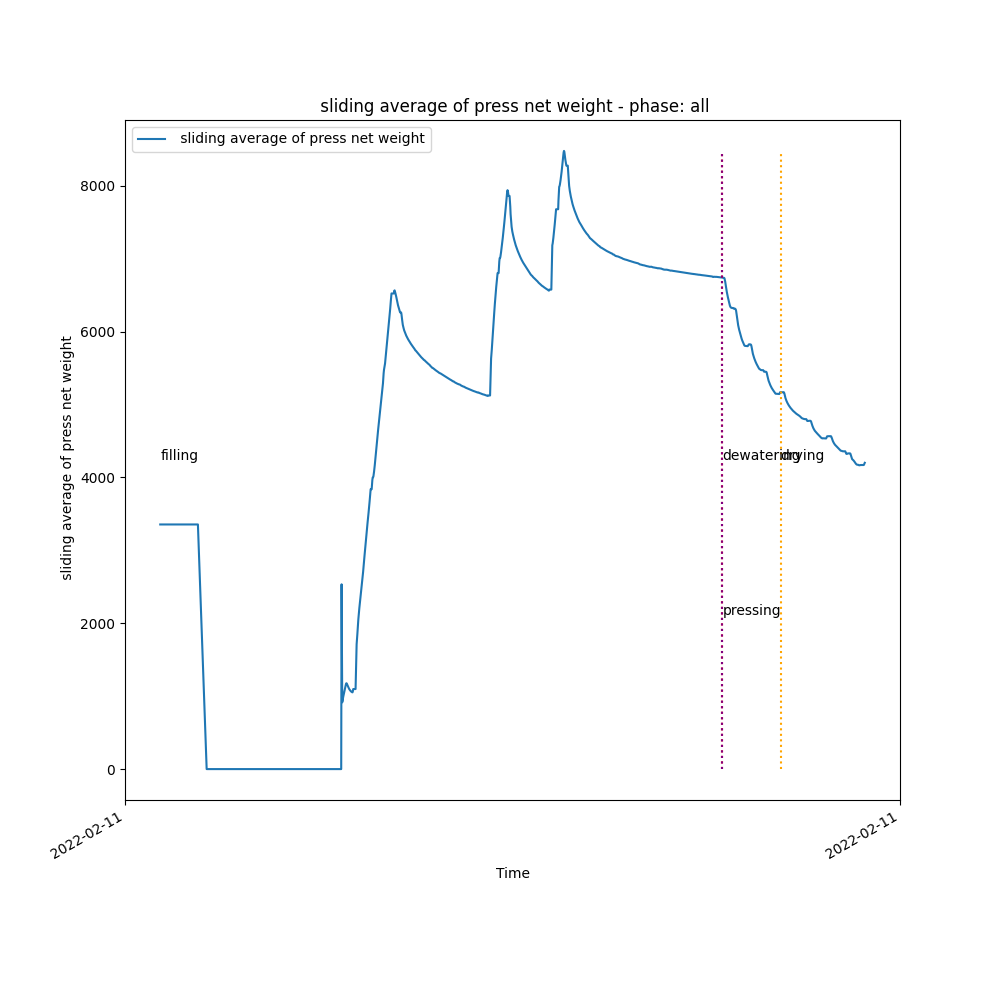 sliding average of press net weight - phase: all
sliding average of press net weight
8000
6000
4000
2000
0
sliding average of press net weight
filling
dewatering
drying
pressing
2022-02-11
2022-02-11
Time